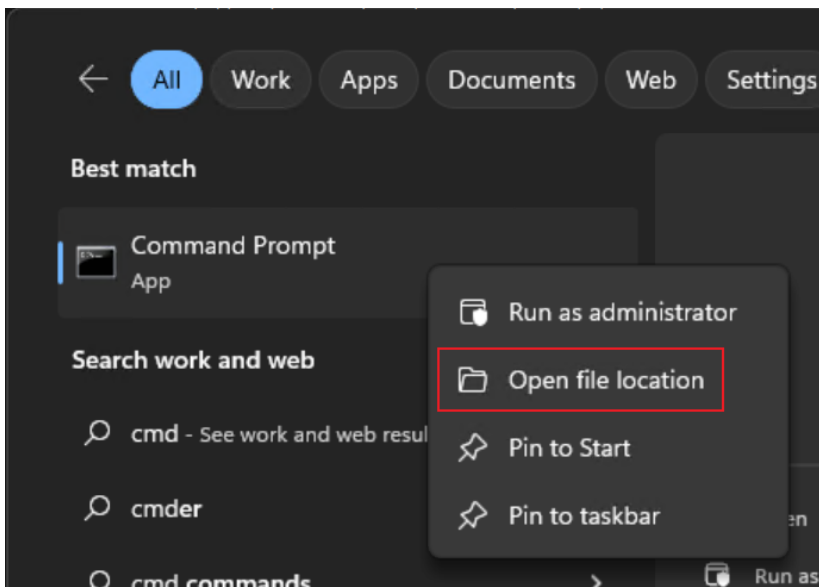 All Work Apps Documents Web Settings
Best match
Command Prompt
App
Run as administrator
Search work and web
Open file location
cmd - See work and web resul
Pin to Start
cmder
Pin to taskbar
en
cmd commands
Run as